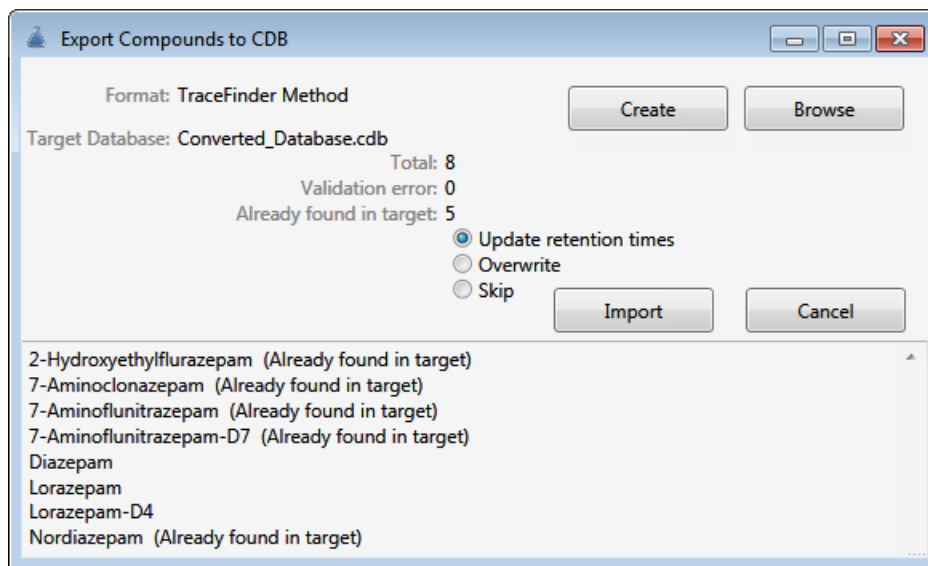 Export Compounds to CDB
Format: TraceFinder Method
Create
Browse
Target Database: Converted_Database.cdb
Total: 8
Validation error: 0
Already found in target: 5
Update retention times
Overwrite
Skip
Import
Cancel
2-Hydroxyethylflurazepam (Already found in target)
7-Aminoclonazepam (Already found in target)
7-Aminoflunitrazepam (Already found in target)
7-Aminoflunitrazepam-D7 (Already found in target)
Diazepam
Lorazepam
Lorazepam-D4
Nordiazepam (Already found in target)